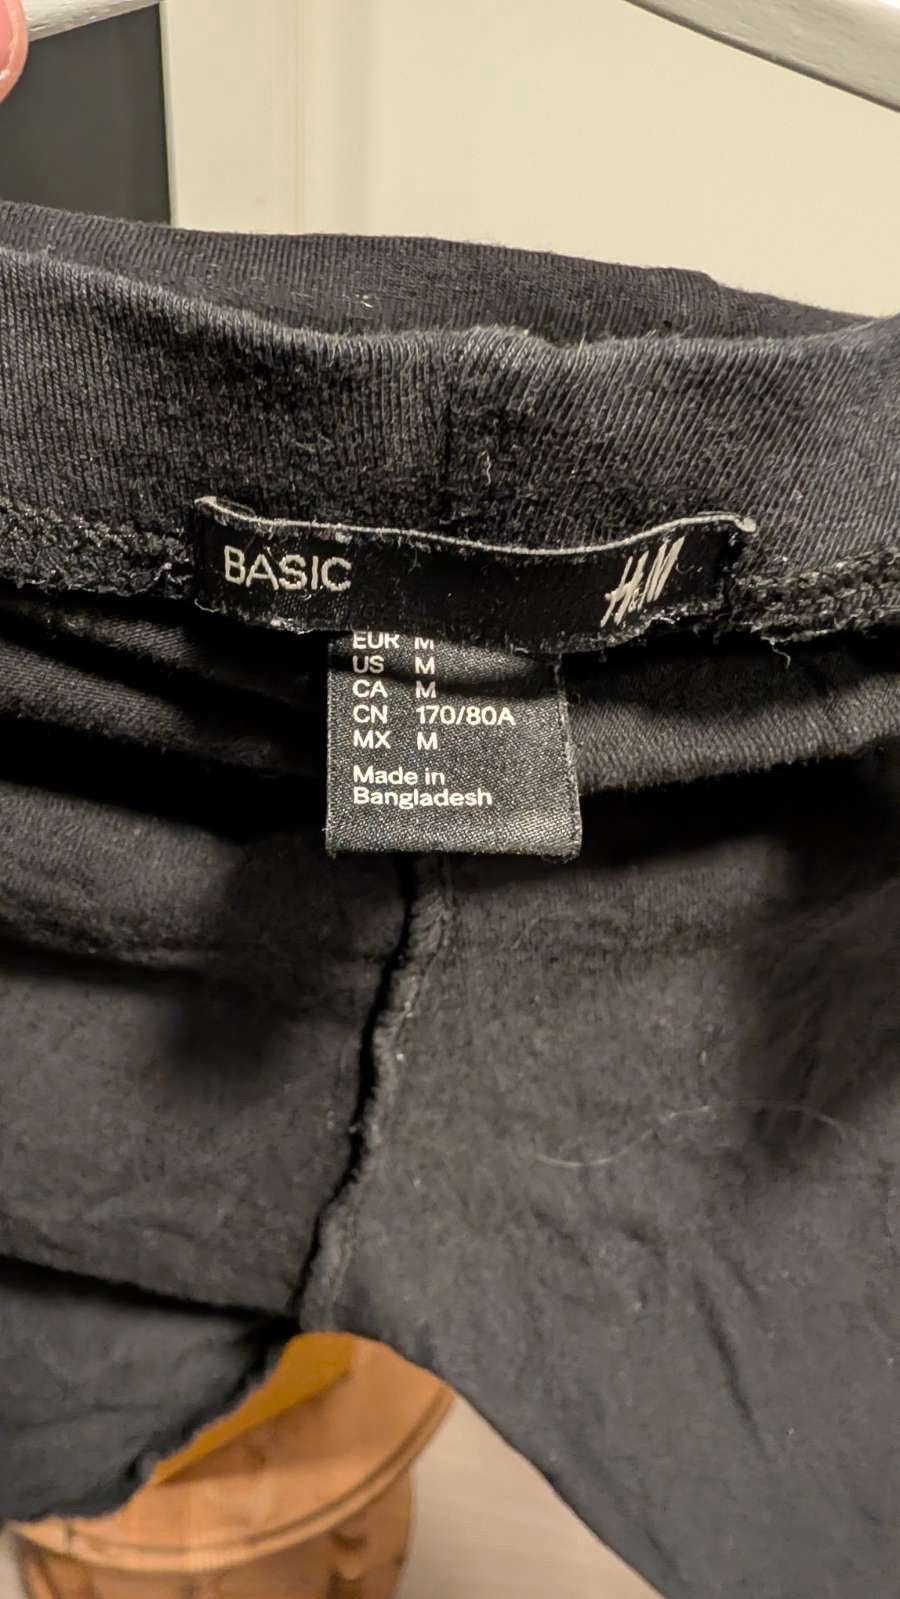 BASIC H&M
EUR M
US M
CA M
CN 170/80A
MX M
Made in
Bangladesh